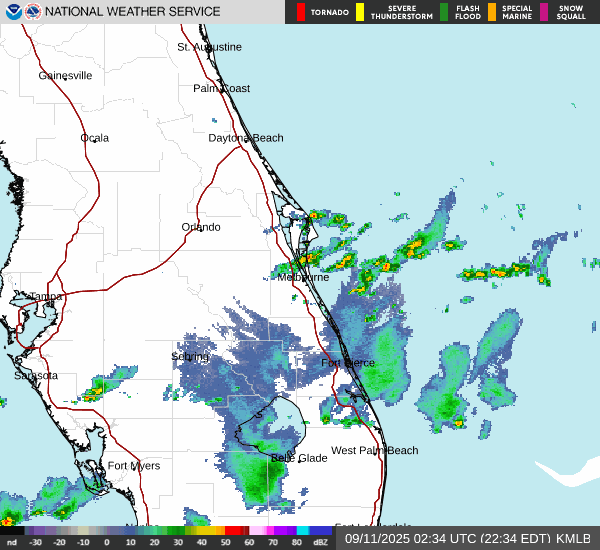 NATIONAL WEATHER SERVICE
TORNADO
SEVERE
THUNDERSTORM
FLASH
FLOOD
SPECIAL
MARINE
SNOW
SQUALL
St. Augustine
Gainesville
Palm Coast
Ocala
Daytona Beach
Orlando
Melbourne
Tampa
Sebring
Fort Pierce
Sarasota
West Palm Beach
Belle Glade
Fort Myers
nd -30 -20 -10 0 10 20 30 40 50 60 70 80 dBZ
09/11/2025 02:34 UTC (22:34 EDT) KMLB